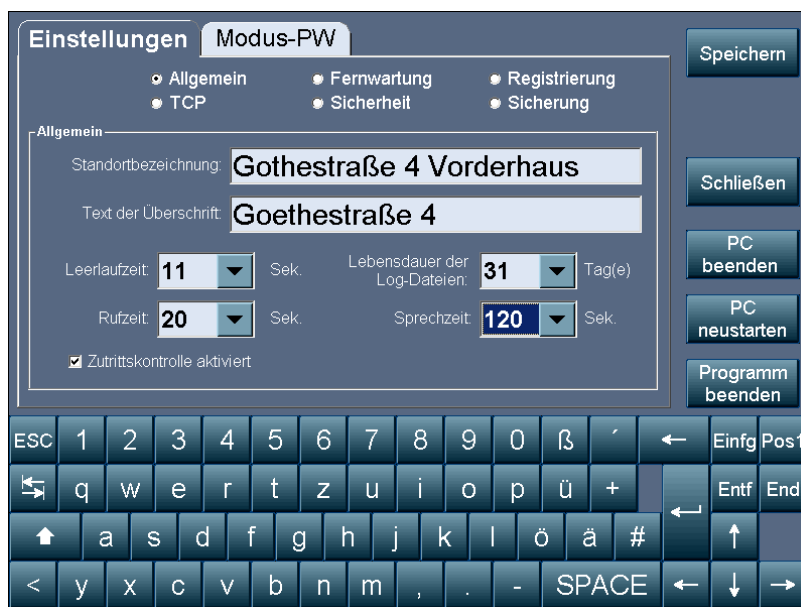 Einstellungen Modus-PW
Speichern
Allgemein Fernwartung Registrierung
TCP Sicherheit Sicherung
Allgemein
Standortbezeichnung: Gothestraße 4 Vorderhaus
Schließen
Text der Überschrift: Goethestraße 4
PC beenden
Leerlaufzeit: 11 Sek. Lebensdauer der Log-Dateien: 31 Tag(e)
Rufzeit: 20 Sek. Sprechzeit: 120 Sek.
PC neustarten
Zutrittskontrolle aktiviert
Programm beenden
ESC 1 2 3 4 5 6 7 8 9 0 ß ´ ← Einfg Pos1
q w e r t z u i o p ü + Entf End
a s d f g h j k l ö ä # ↑
< y x c v b n m , . - SPACE ← ↓ →